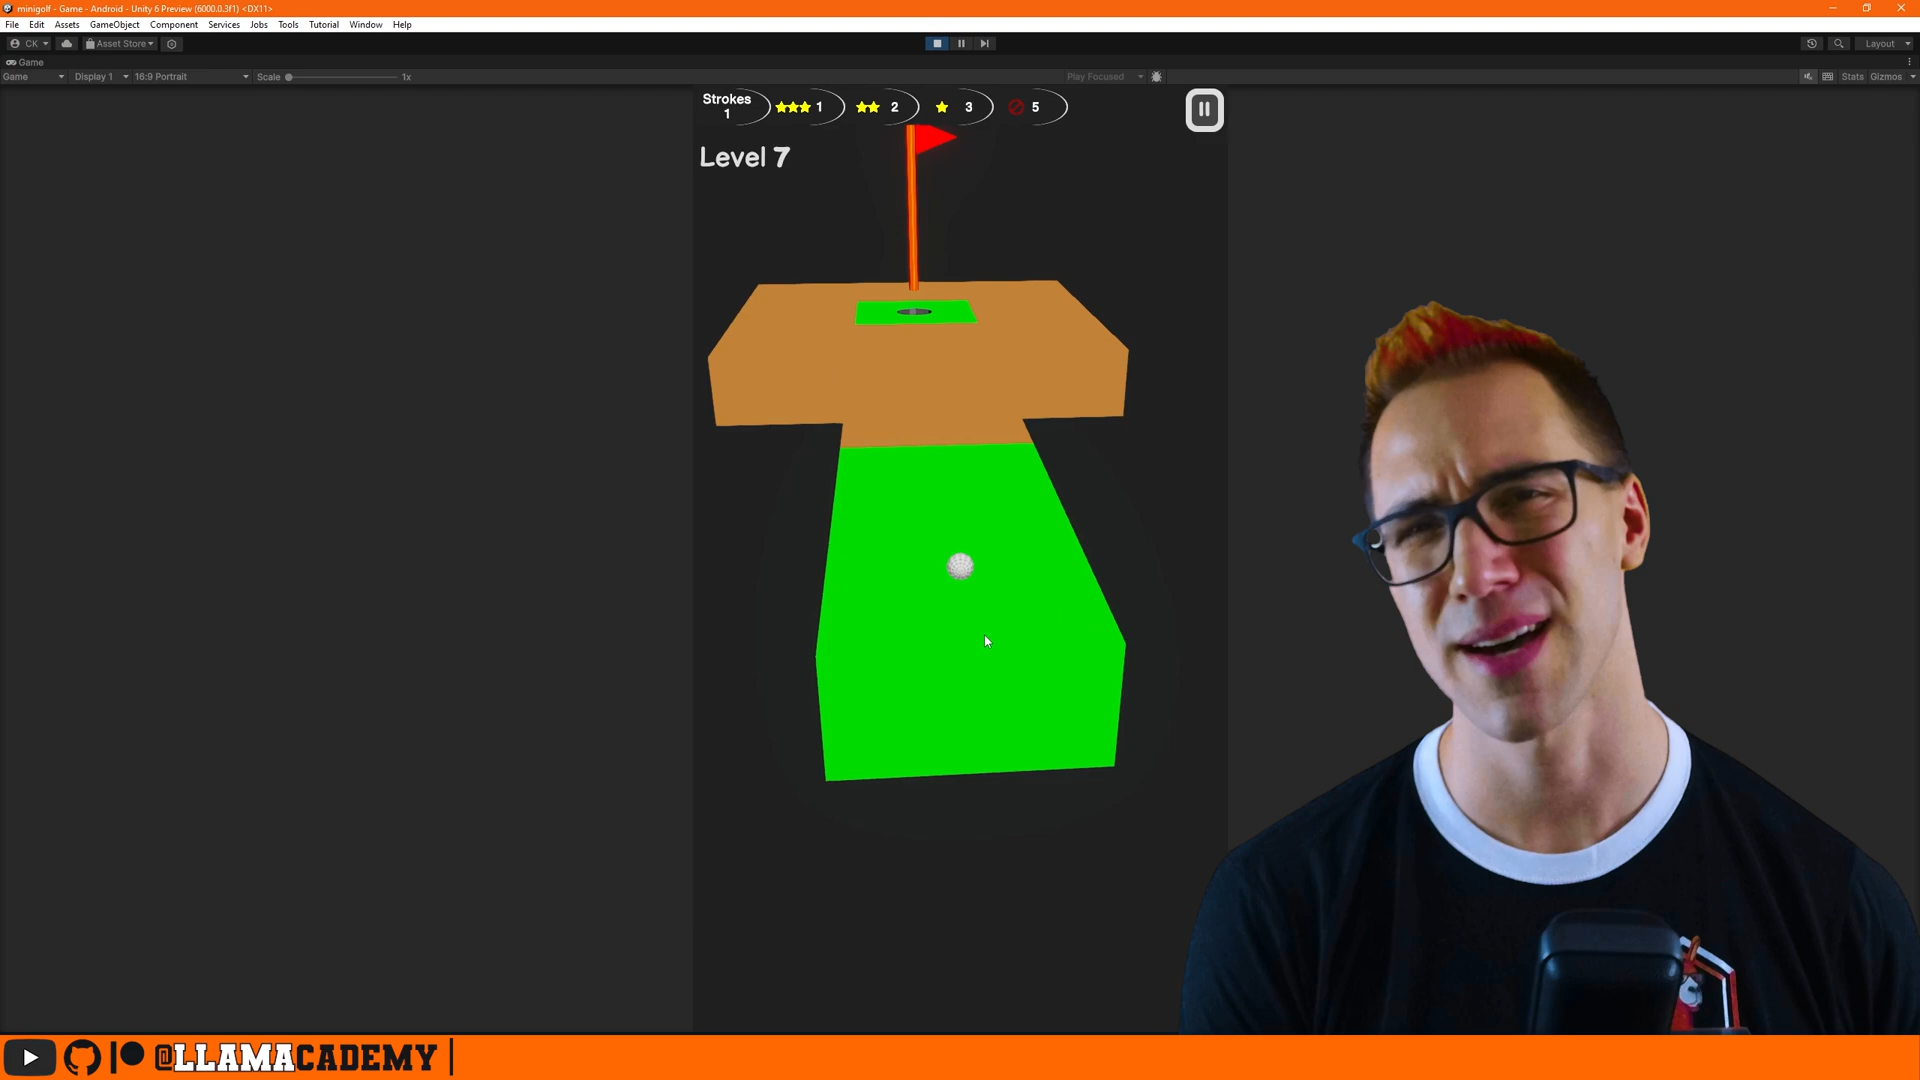 minigolf - Game - Android - Unity 6 Preview (6000.0.3f1) <DX11>
File Edit Assets GameObject Component Services Jobs Tools Tutorial Window Help
CK Asset Store Layout
Game
Game Display 1 16:9 Portrait Scale 1x Play Focused Stats Gizmos
Strokes
1 1 2 3 5
Level 7
@LLAMACADEMY